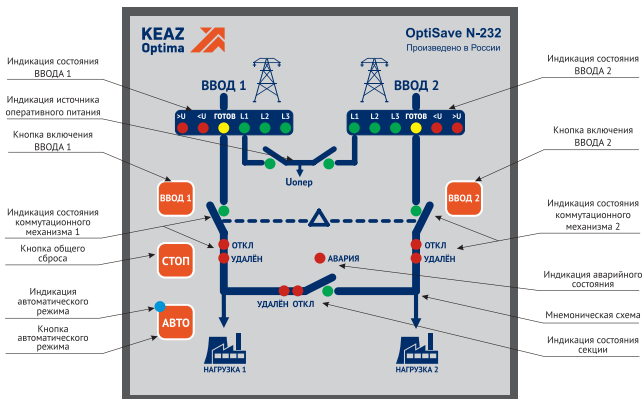 KEAZ
Optima
OptiSave N-232
Произведено в России
Индикация состояния
ВВОДА 1
Индикация источника
оперативного питания
Кнопка включения
ВВОДА 1
Индикация состояния
коммутационного
механизма 1
Кнопка общего
сброса
Индикация
автоматического
режима
Кнопка
автоматического
режима
ВВОД 1
>U <U ГОТОВ L1 L2 L3
ВВОД 2
L1 L2 L3 ГОТОВ <U >U
Uопер
ВВОД 1
ВВОД 2
СТОП
АВТО
ОТКЛ
УДАЛЁН
АВАРИЯ
ОТКЛ
УДАЛЁН
УДАЛЁН ОТКЛ
НАГРУЗКА 1
НАГРУЗКА 2
Индикация состояния
ВВОДА 2
Кнопка включения
ВВОДА 2
Индикация состояния
коммутационного
механизма 2
Индикация аварийного
состояния
Мнемоническая схема
Индикация состояния
секции